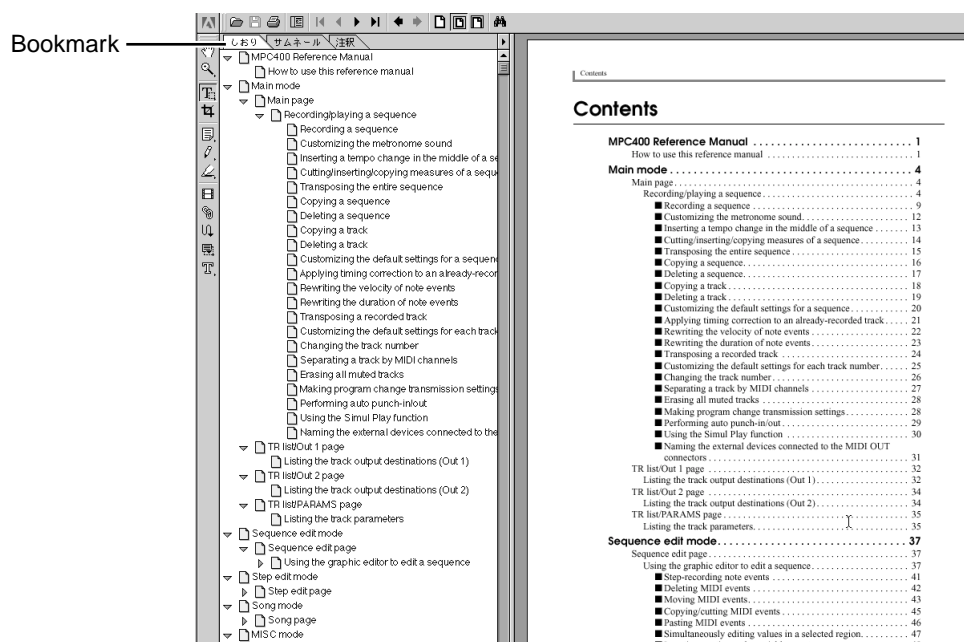 Bookmark
しおり サムネール 注釈
MPC400 Reference Manual
How to use this reference manual
Main mode
Main page
Recording/playing a sequence
Recording a sequence
Customizing the metronome sound
Inserting a tempo change in the middle of a se
Cutting/inserting/copying measures of a sequ
Transposing the entire sequence
Copying a sequence
Deleting a sequence
Copying a track
Deleting a track
Customizing the default settings for a sequen
Applying timing correction to an already-recor
Rewriting the velocity of note events
Rewriting the duration of note events
Transposing a recorded track
Customizing the default settings for each track
Changing the track number
Separating a track by MIDI channels
Erasing all muted tracks
Making program change transmission settings
Performing auto punch-in/out
Using the Simul Play function
Naming the external devices connected to the
TR list/Out 1 page
Listing the track output destinations (Out 1)
TR list/Out 2 page
Listing the track output destinations (Out 2)
TR list/PARAMS page
Listing the track parameters
Sequence edit mode
Sequence edit page
Using the graphic editor to edit a sequence
Step edit mode
Step edit page
Song mode
Song page
MISC mode
Contents
Contents
MPC400 Reference Manual . . . . . . . . . . 1
How to use this reference manual . . . . . . . . . . 1
Main mode . . . . . . . . . . 4
Main page . . . . . . . . . . 4
Recording/playing a sequence . . . . . . . . . . 4
■ Recording a sequence . . . . . . . . . . 9
■ Customizing the metronome sound. . . . . . . . . . 12
■ Inserting a tempo change in the middle of a sequence . . . . . . . 13
■ Cutting/inserting/copying measures of a sequence . . . . . . . . . . 14
■ Transposing the entire sequence . . . . . . . . . . 15
■ Copying a sequence . . . . . . . . . . 16
■ Deleting a sequence . . . . . . . . . . 17
■ Copying a track . . . . . . . . . . 18
■ Deleting a track . . . . . . . . . . 19
■ Customizing the default settings for a sequence . . . . . . . . . . 20
■ Applying timing correction to an already-recorded track . . . . . 21
■ Rewriting the velocity of note events . . . . . . . . . . 22
■ Rewriting the duration of note events . . . . . . . . . . 23
■ Transposing a recorded track . . . . . . . . . . 24
■ Customizing the default settings for each track number . . . . . . 25
■ Changing the track number . . . . . . . . . . 26
■ Separating a track by MIDI channels . . . . . . . . . . 27
■ Erasing all muted tracks . . . . . . . . . . 28
■ Making program change transmission settings . . . . . . . . . . 28
■ Performing auto punch-in/out . . . . . . . . . . 29
■ Using the Simul Play function . . . . . . . . . . 30
■ Naming the external devices connected to the MIDI OUT
connectors . . . . . . . . . . 31
TR list/Out 1 page . . . . . . . . . . 32
Listing the track output destinations (Out 1) . . . . . . . . . . 32
TR list/Out 2 page . . . . . . . . . . 34
Listing the track output destinations (Out 2) . . . . . . . . . . 34
TR list/PARAMS page . . . . . . . . . . 35
Listing the track parameters. . . . . . . . . . 35
Sequence edit mode . . . . . . . . . . 37
Sequence edit page . . . . . . . . . . 37
Using the graphic editor to edit a sequence . . . . . . . . . . 37
■ Step-recording note events . . . . . . . . . . 41
■ Deleting MIDI events . . . . . . . . . . 42
■ Moving MIDI events . . . . . . . . . . 43
■ Copying/cutting MIDI events . . . . . . . . . . 45
■ Pasting MIDI events . . . . . . . . . . 46
■ Simultaneously editing values in a selected region. . . . . . . . . . 47